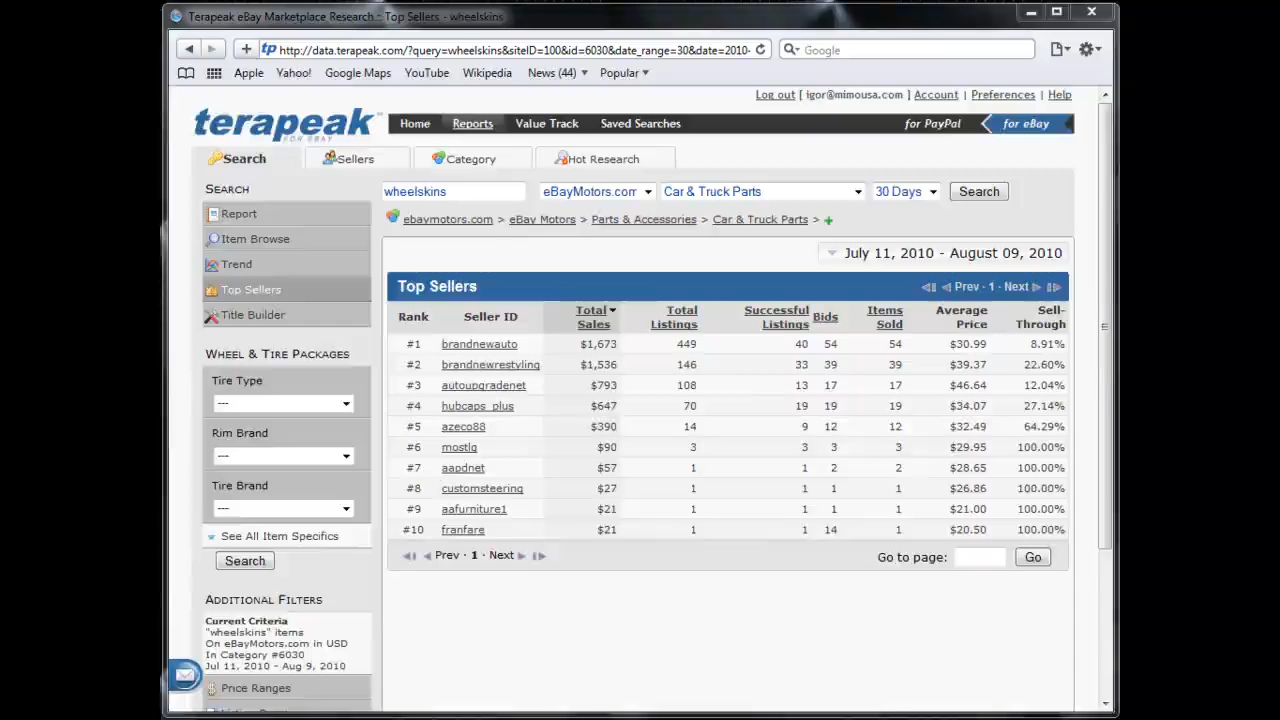 Terapeak eBay Marketplace Research - Top Sellers - wheelskins
tp http://data.terapeak.com/?query=wheelskins&siteID=100&id=6030&date_range=30&date=2010- Google
Apple Yahoo! Google Maps YouTube Wikipedia News (44) Popular
Log out [ igor@mimousa.com ] Account | Preferences | Help
terapeak FOR EBAY
Home Reports Value Track Saved Searches for PayPal for eBay
Search Sellers Category Hot Research
SEARCH
wheelskins eBayMotors.com Car & Truck Parts 30 Days Search
Report
Item Browse
Trend
Top Sellers
Title Builder
ebaymotors.com > eBay Motors > Parts & Accessories > Car & Truck Parts > +
July 11, 2010 - August 09, 2010
Top Sellers Prev · 1 · Next
Rank Seller ID Total Sales Total Listings Successful Listings Bids Items Sold Average Price Sell-Through
#1 brandnewauto $1,673 449 40 54 54 $30.99 8.91%
#2 brandnewrestyling $1,536 146 33 39 39 $39.37 22.60%
#3 autoupgradenet $793 108 13 17 17 $46.64 12.04%
#4 hubcaps_plus $647 70 19 19 19 $34.07 27.14%
#5 azeco88 $390 14 9 12 12 $32.49 64.29%
#6 mostlg $90 3 3 3 3 $29.95 100.00%
#7 aapdnet $57 1 1 2 2 $28.65 100.00%
#8 customsteering $27 1 1 1 1 $26.86 100.00%
#9 aafurniture1 $21 1 1 1 1 $21.00 100.00%
#10 franfare $21 1 1 14 1 $20.50 100.00%
Prev · 1 · Next Go to page: Go
WHEEL & TIRE PACKAGES
Tire Type
---
Rim Brand
---
Tire Brand
---
See All Item Specifics
Search
ADDITIONAL FILTERS
Current Criteria
"wheelskins" items
On eBayMotors.com in USD
In Category #6030
Jul 11, 2010 - Aug 9, 2010
Price Ranges